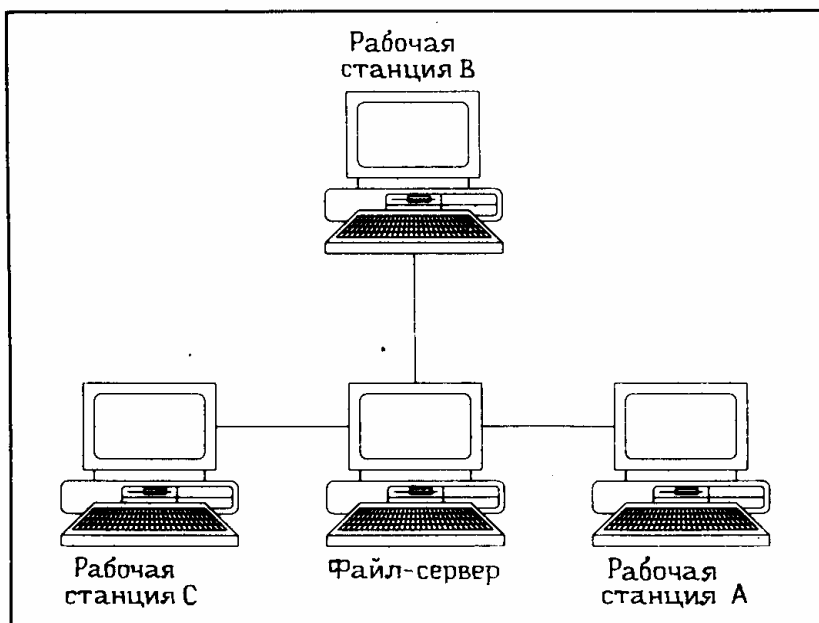 Рабочая
станция В
Рабочая
станция С
Файл-сервер
Рабочая
станция А